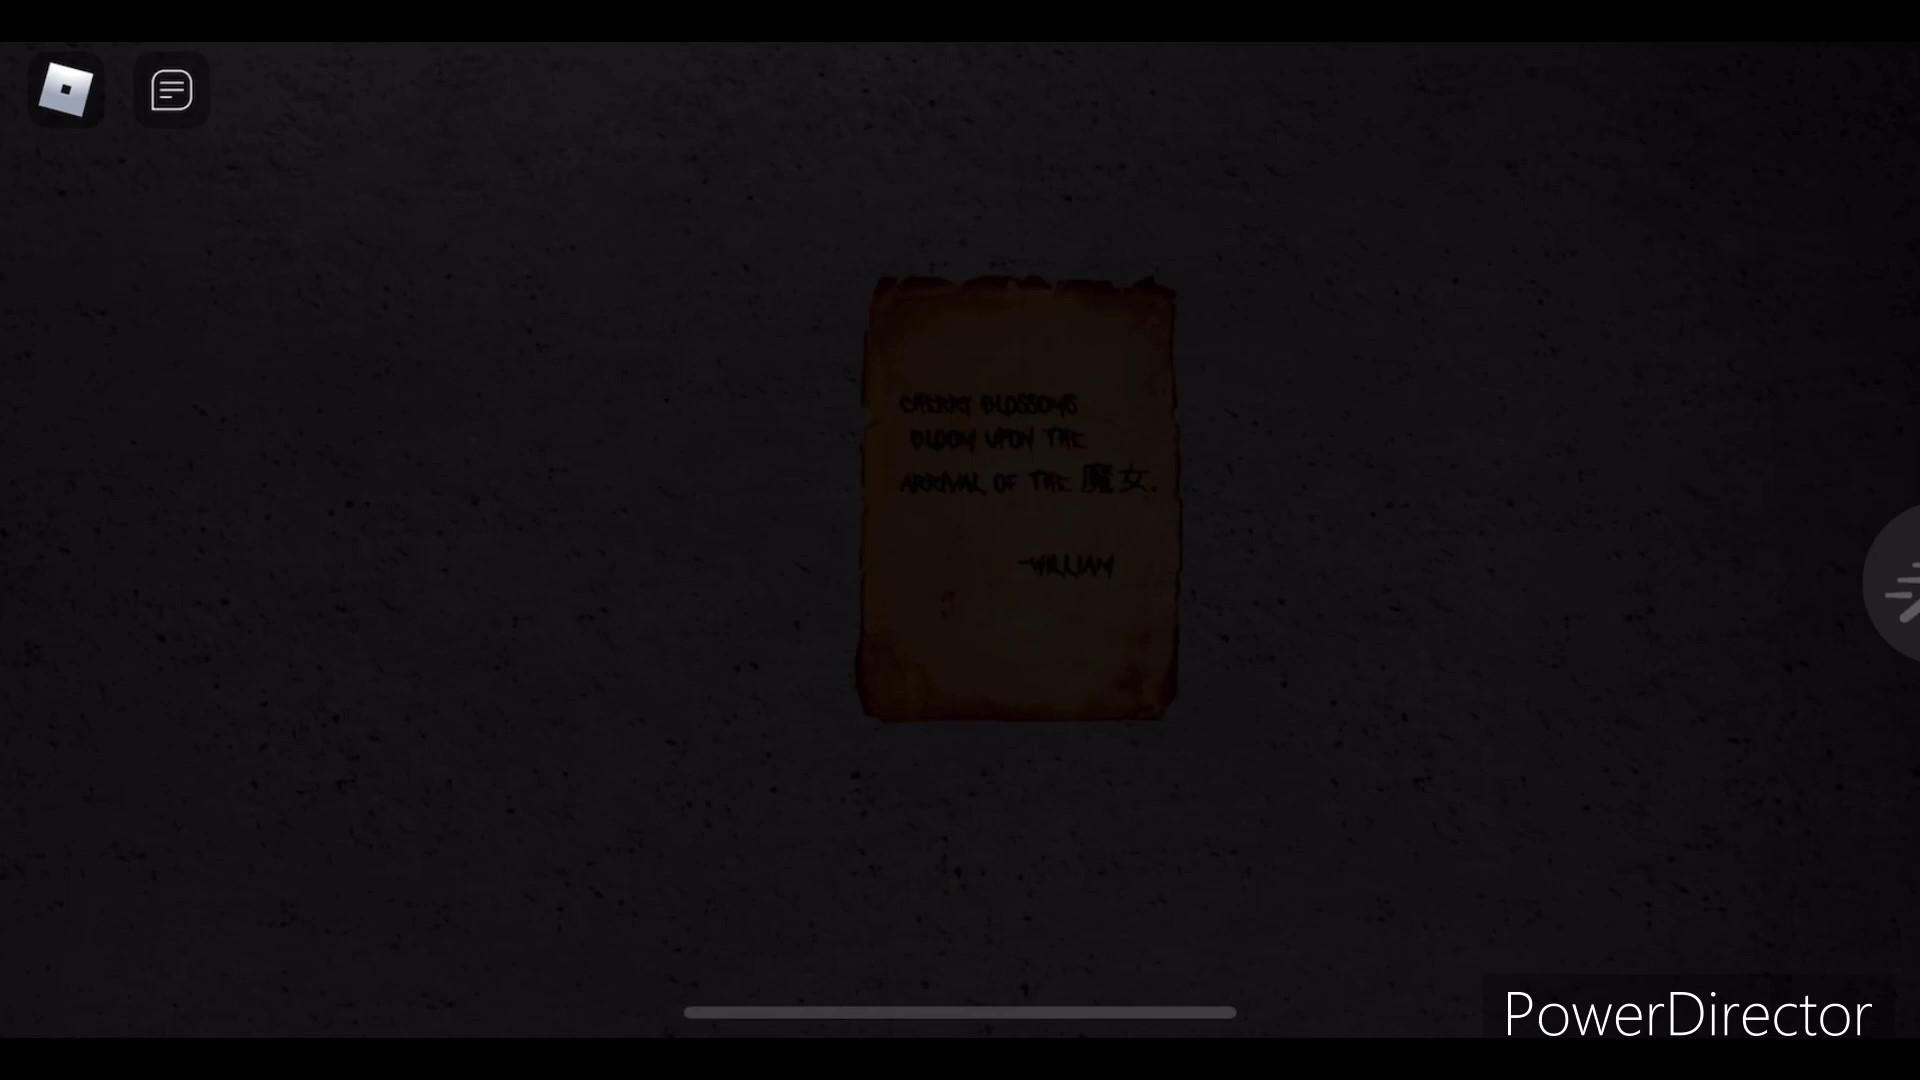 CHERRY BLOSSOMS
BLOOM UPON THE
ARRIVAL OF THE 魔女.
-WILLIAM
PowerDirector